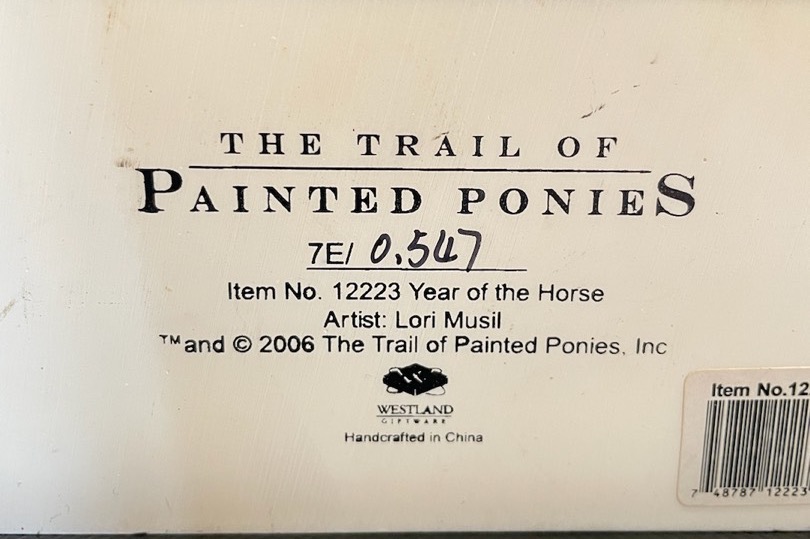 THE TRAIL OF
PAINTED PONIES
7E/ 0,547
Item No. 12223 Year of the Horse
Artist: Lori Musil
™and © 2006 The Trail of Painted Ponies, Inc
WESTLAND
GIFTWARE
Handcrafted in China
Item No.12
7 48787 12223